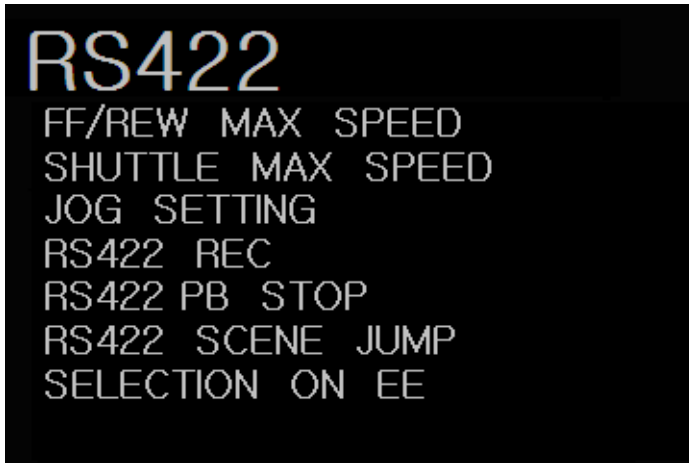 RS422
FF/REW MAX SPEED
SHUTTLE MAX SPEED
JOG SETTING
RS422 REC
RS422 PB STOP
RS422 SCENE JUMP
SELECTION ON EE